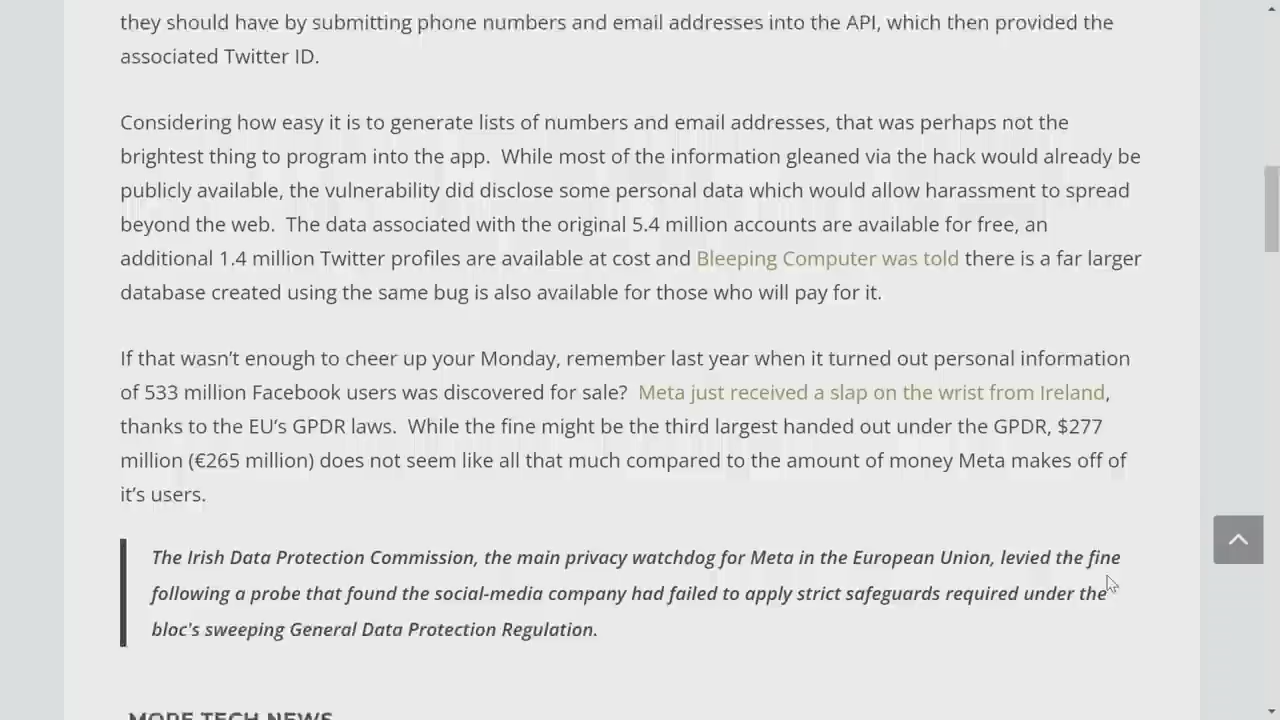 they should have by submitting phone numbers and email addresses into the API, which then provided the
associated Twitter ID.
Considering how easy it is to generate lists of numbers and email addresses, that was perhaps not the
brightest thing to program into the app.  While most of the information gleaned via the hack would already be
publicly available, the vulnerability did disclose some personal data which would allow harassment to spread
beyond the web.  The data associated with the original 5.4 million accounts are available for free, an
additional 1.4 million Twitter profiles are available at cost and Bleeping Computer was told there is a far larger
database created using the same bug is also available for those who will pay for it.
If that wasn’t enough to cheer up your Monday, remember last year when it turned out personal information
of 533 million Facebook users was discovered for sale?  Meta just received a slap on the wrist from Ireland,
thanks to the EU’s GPDR laws.  While the fine might be the third largest handed out under the GPDR, $277
million (€265 million) does not seem like all that much compared to the amount of money Meta makes off of
it’s users.
The Irish Data Protection Commission, the main privacy watchdog for Meta in the European Union, levied the fine
following a probe that found the social-media company had failed to apply strict safeguards required under the
bloc's sweeping General Data Protection Regulation.
MORE TECH NEWS